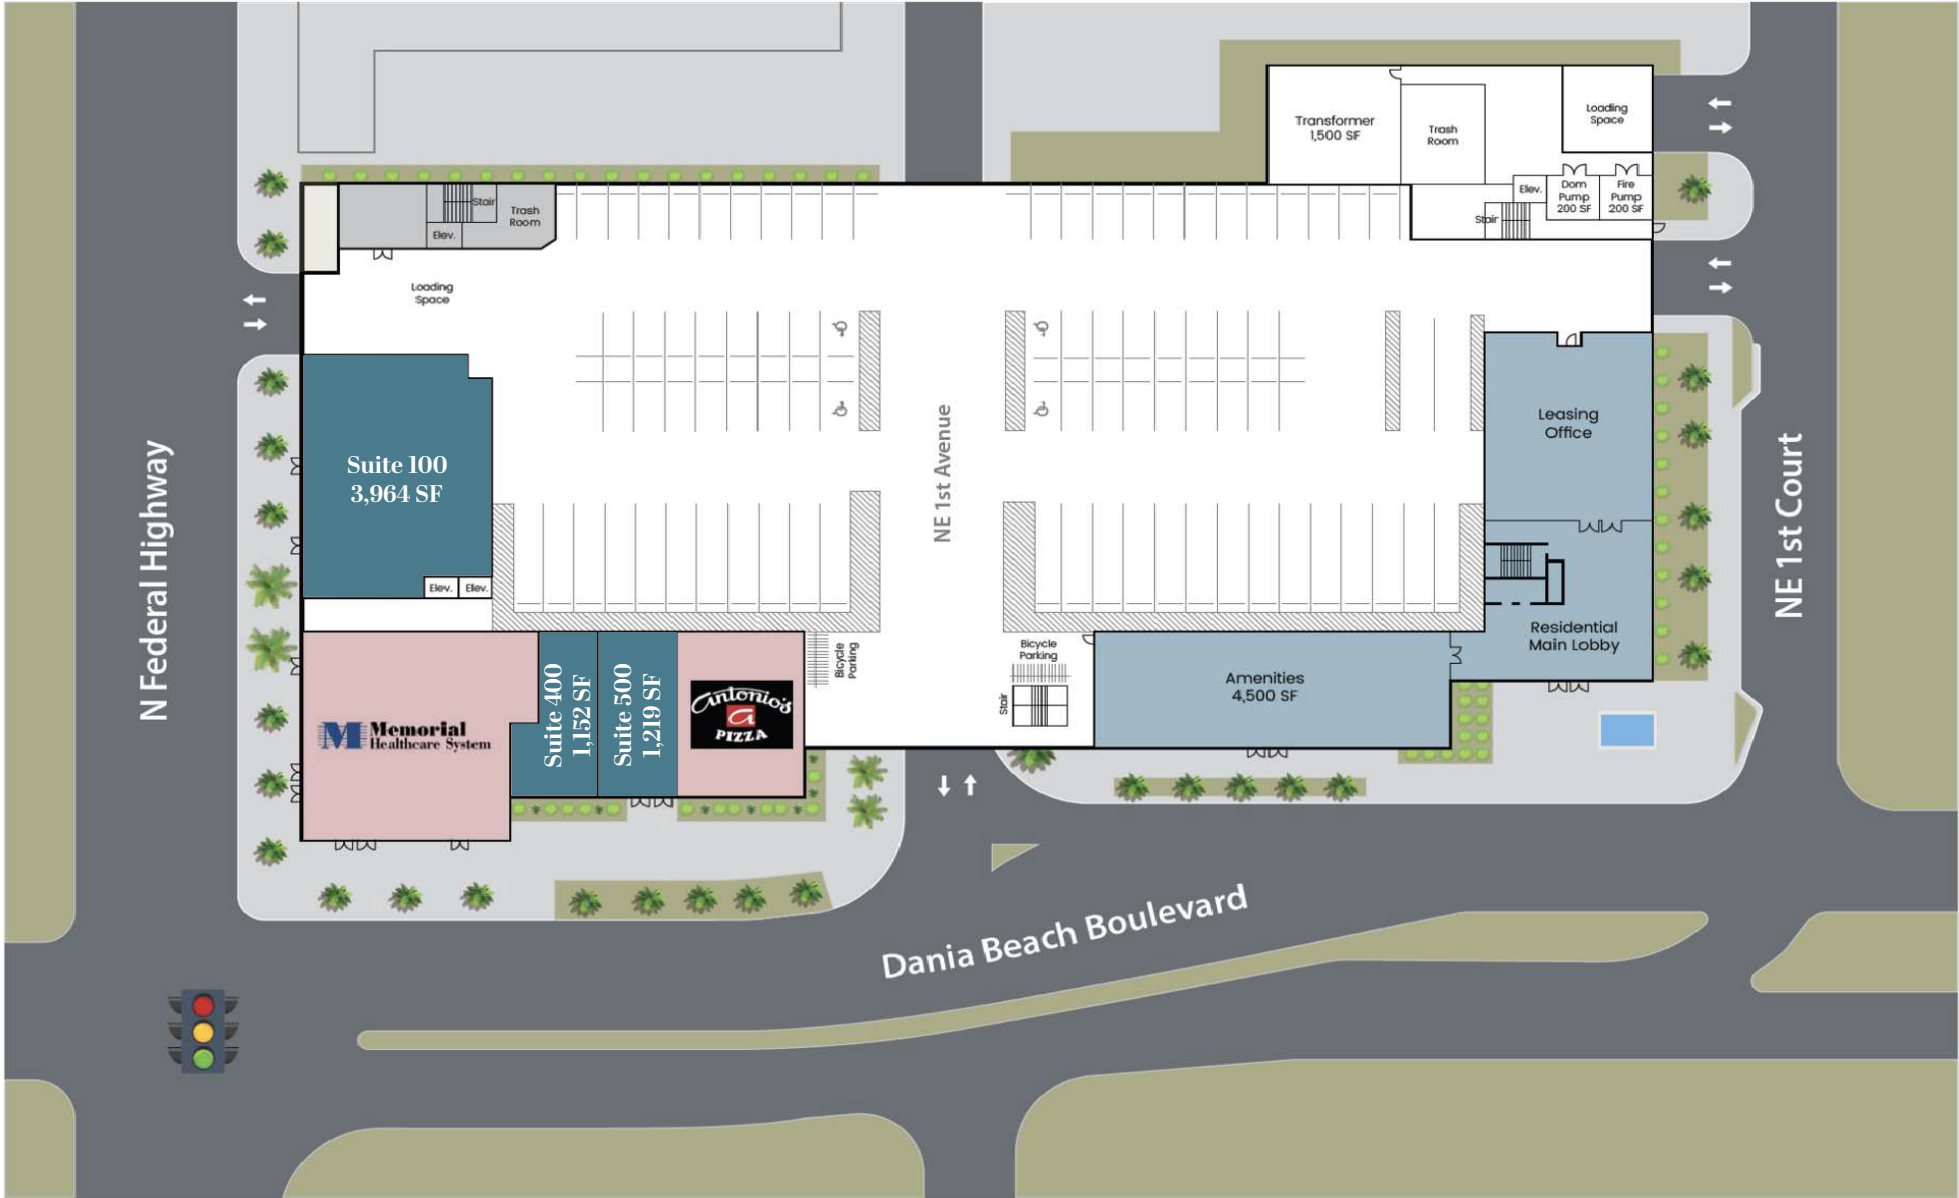 Transformer
1,500 SF
Trash
Room
Loading
Space
Elev.
Dom
Pump
200 SF
Fire
Pump
200 SF
Stair
Stair
Trash
Room
Elev.
Loading
Space
Suite 100
3,964 SF
Elev.
Elev.
NE 1st Avenue
Leasing
Office
N Federal Highway
NE 1st Court
Residential
Main Lobby
Suite 400
1,152 SF
Suite 500
1,219 SF
Memorial
Healthcare System
antonio's
a
PIZZA
Bicycle
Parking
Bicycle
Parking
Stair
Amenities
4,500 SF
Dania Beach Boulevard